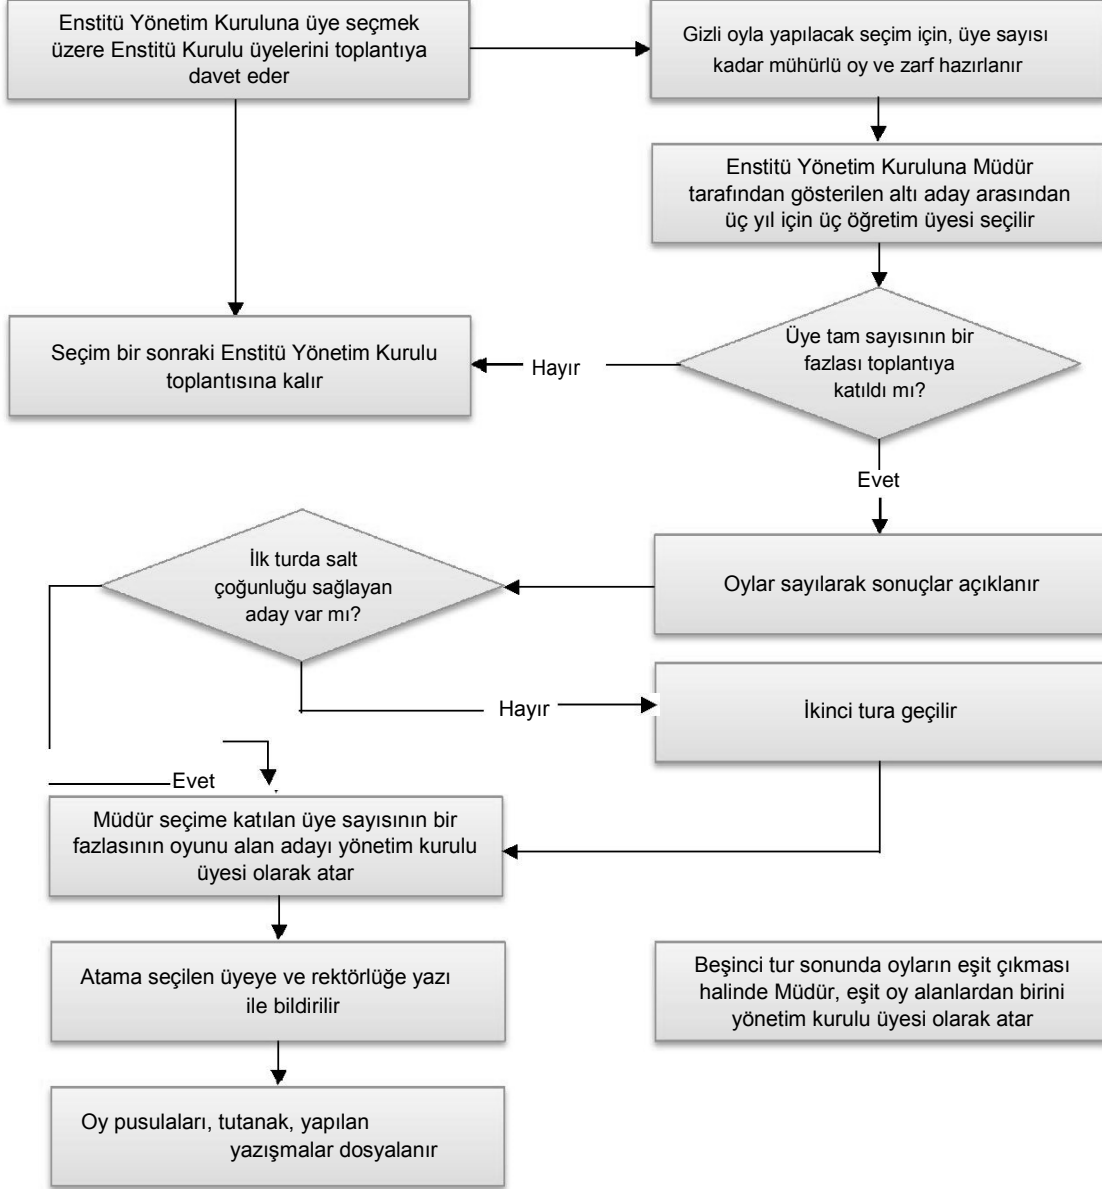 Enstitü Yönetim Kuruluna üye seçmek
üzere Enstitü Kurulu üyelerini toplantıya
davet eder
Gizli oyla yapılacak seçim için, üye sayısı
kadar mühürlü oy ve zarf hazırlanır
Enstitü Yönetim Kuruluna Müdür
tarafından gösterilen altı aday arasından
üç yıl için üç öğretim üyesi seçilir
Üye tam sayısının bir
fazlası toplantıya
katıldı mı?
Hayır
Seçim bir sonraki Enstitü Yönetim Kurulu
toplantısına kalır
Evet
Oylar sayılarak sonuçlar açıklanır
İlk turda salt
çoğunluğu sağlayan
aday var mı?
Hayır
İkinci tura geçilir
Evet
Müdür seçime katılan üye sayısının bir
fazlasının oyunu alan adayı yönetim kurulu
üyesi olarak atar
Atama seçilen üyeye ve rektörlüğe yazı
ile bildirilir
Beşinci tur sonunda oyların eşit çıkması
halinde Müdür, eşit oy alanlardan birini
yönetim kurulu üyesi olarak atar
Oy pusulaları, tutanak, yapılan
yazışmalar dosyalanır